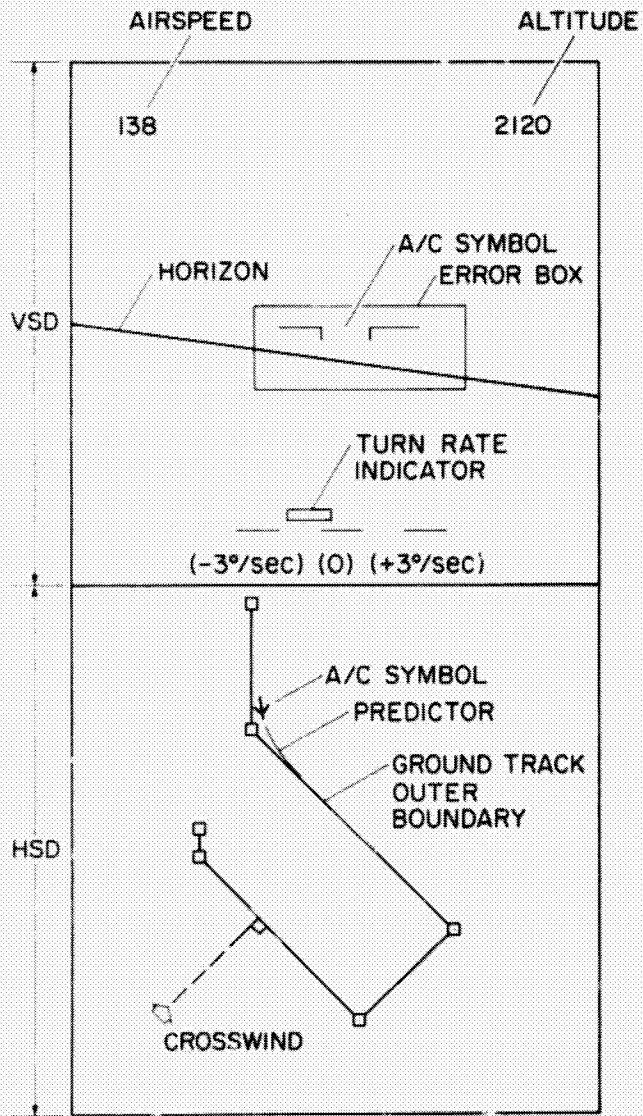 AIRSPEED
ALTITUDE
138
2120
A/C SYMBOL
ERROR BOX
HORIZON
VSD
TURN RATE
INDICATOR
(-3°/sec) (0) (+3°/sec)
A/C SYMBOL
PREDICTOR
GROUND TRACK
OUTER
BOUNDARY
HSD
CROSSWIND